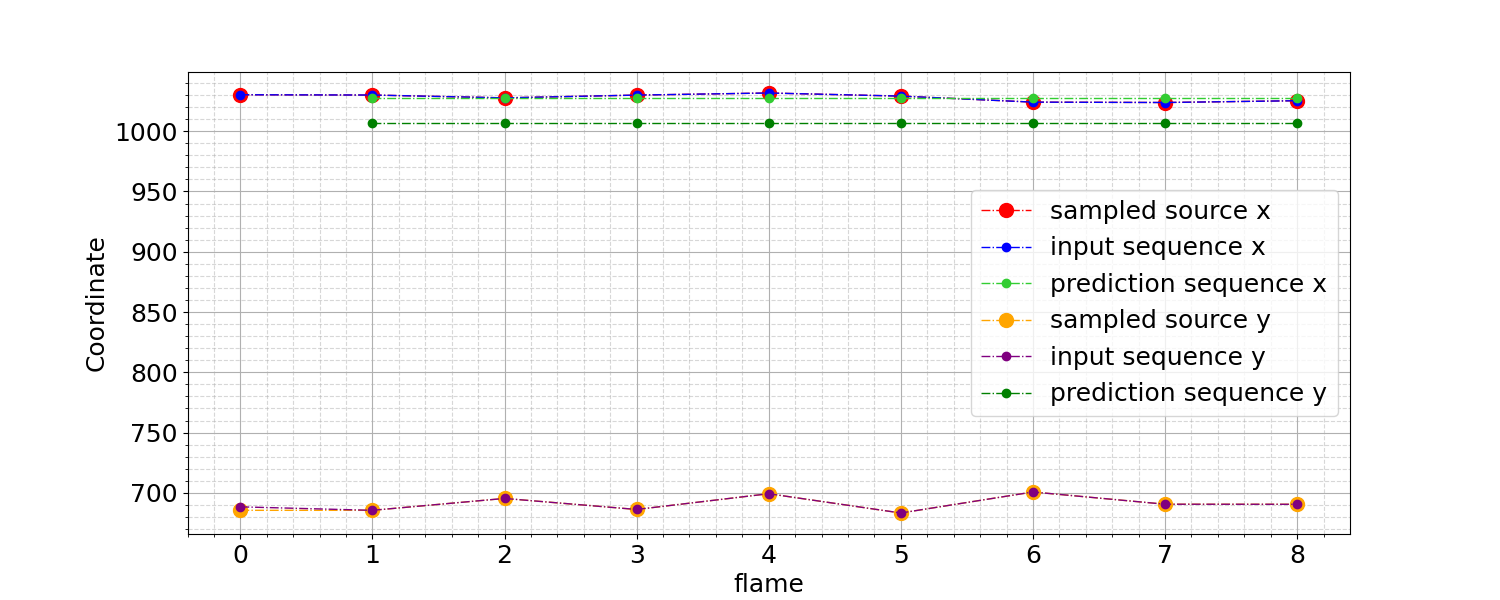 Coordinate
1000
950
900
850
800
750
700
0 1 2 3 4 5 6 7 8
flame
sampled source x
input sequence x
prediction sequence x
sampled source y
input sequence y
prediction sequence y